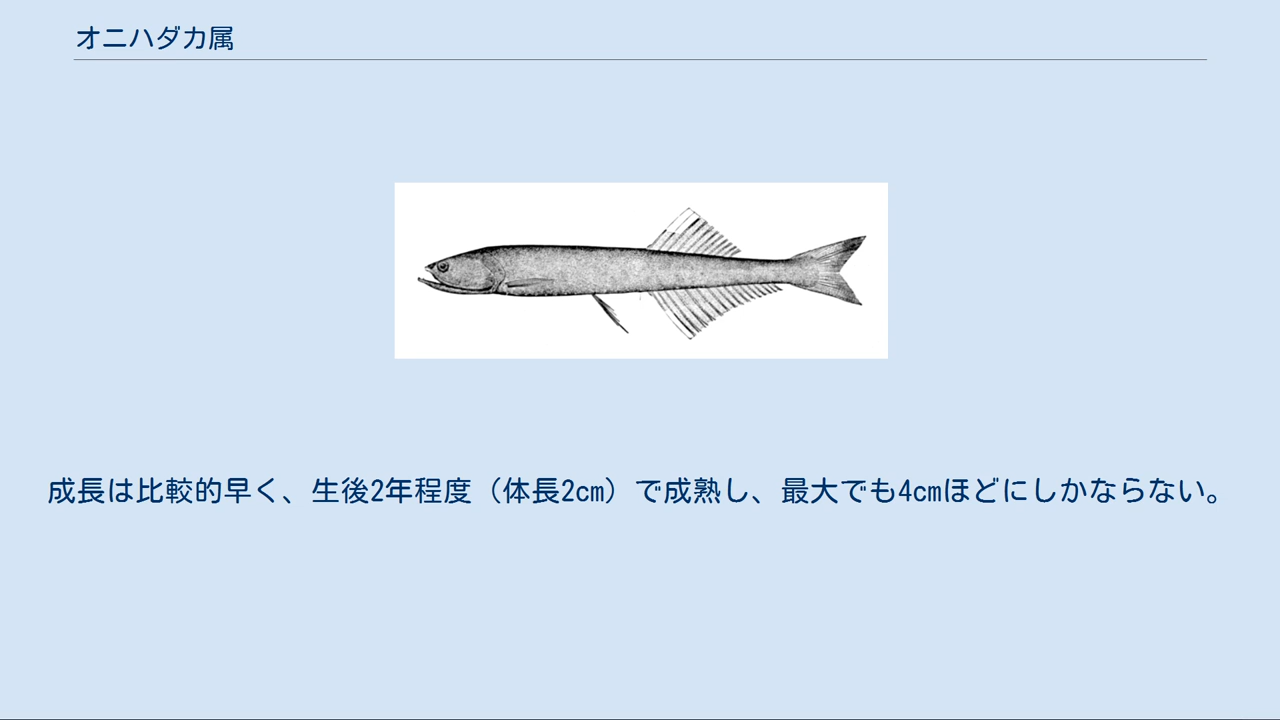 オニハダカ属
成長は比較的早く、生後2年程度（体長2cm）で成熟し、最大でも4cmほどにしかならない。